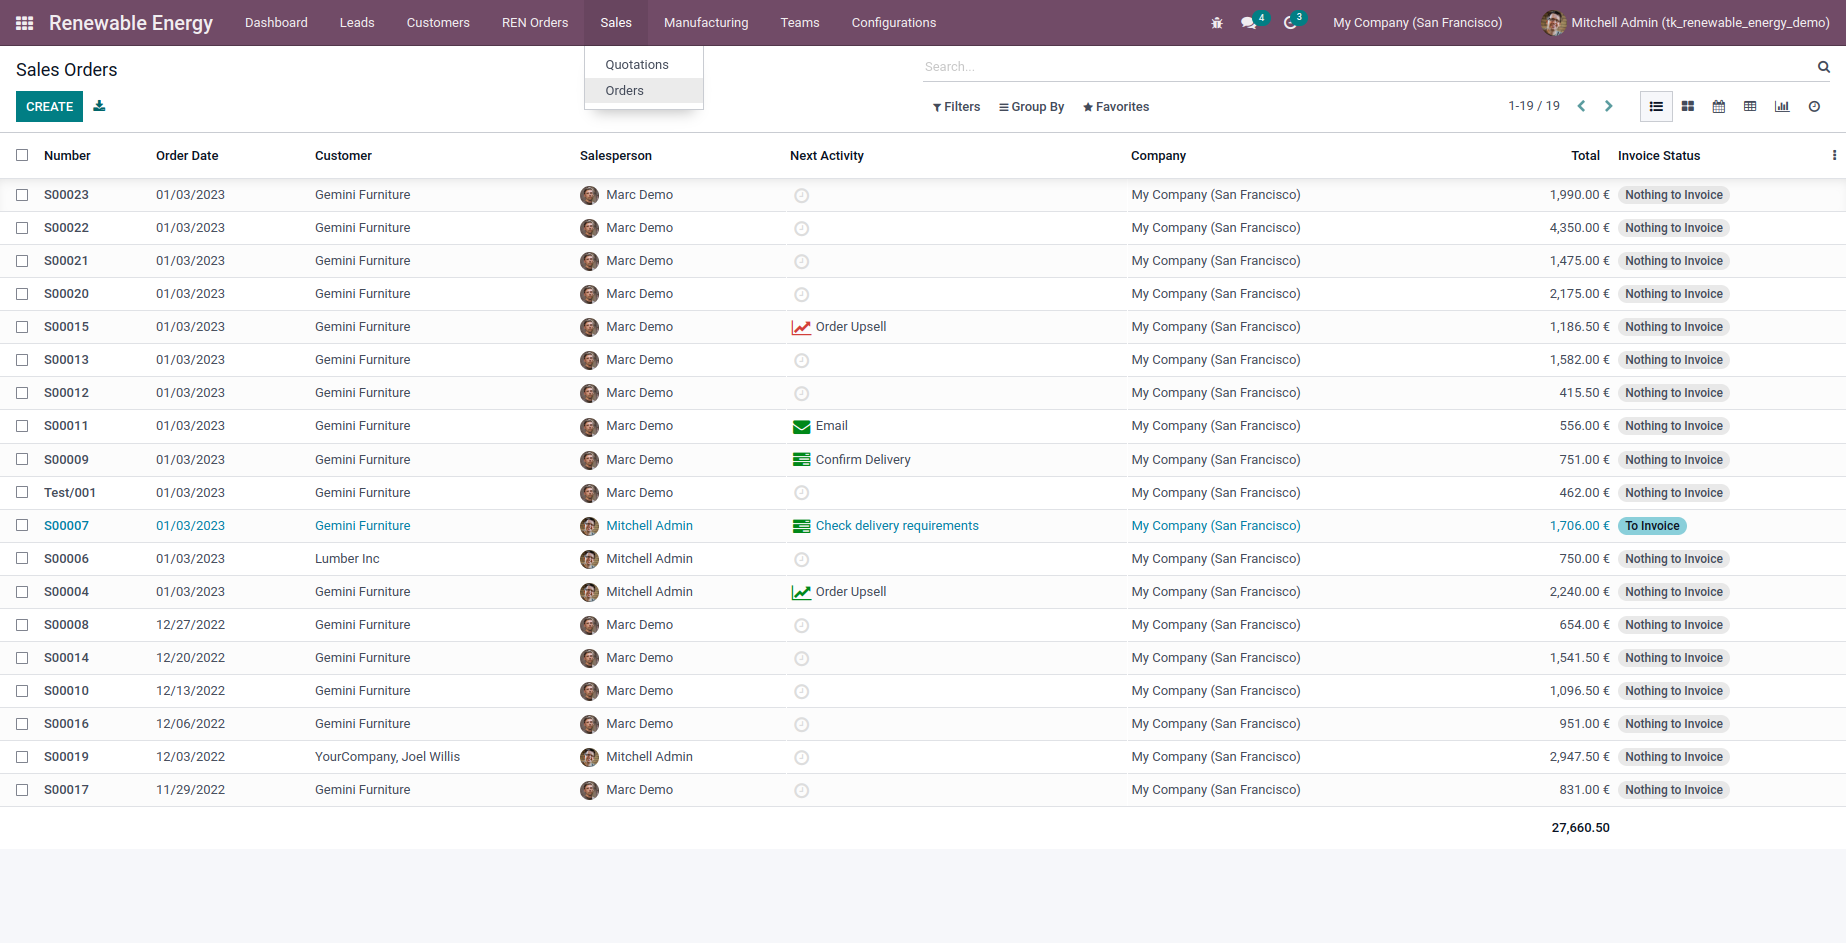 Renewable Energy Dashboard Leads Customers REN Orders Sales Manufacturing Teams Configurations 4 3 My Company (San Francisco) Mitchell Admin (tk_renewable_energy_demo)
Quotations
Orders
Sales Orders Search...
CREATE Filters Group By Favorites 1-19 / 19
Number Order Date Customer Salesperson Next Activity Company Total Invoice Status
S00023 01/03/2023 Gemini Furniture Marc Demo My Company (San Francisco) 1,990.00 € Nothing to Invoice
S00022 01/03/2023 Gemini Furniture Marc Demo My Company (San Francisco) 4,350.00 € Nothing to Invoice
S00021 01/03/2023 Gemini Furniture Marc Demo My Company (San Francisco) 1,475.00 € Nothing to Invoice
S00020 01/03/2023 Gemini Furniture Marc Demo My Company (San Francisco) 2,175.00 € Nothing to Invoice
S00015 01/03/2023 Gemini Furniture Marc Demo Order Upsell My Company (San Francisco) 1,186.50 € Nothing to Invoice
S00013 01/03/2023 Gemini Furniture Marc Demo My Company (San Francisco) 1,582.00 € Nothing to Invoice
S00012 01/03/2023 Gemini Furniture Marc Demo My Company (San Francisco) 415.50 € Nothing to Invoice
S00011 01/03/2023 Gemini Furniture Marc Demo Email My Company (San Francisco) 556.00 € Nothing to Invoice
S00009 01/03/2023 Gemini Furniture Marc Demo Confirm Delivery My Company (San Francisco) 751.00 € Nothing to Invoice
Test/001 01/03/2023 Gemini Furniture Marc Demo My Company (San Francisco) 462.00 € Nothing to Invoice
S00007 01/03/2023 Gemini Furniture Mitchell Admin Check delivery requirements My Company (San Francisco) 1,706.00 € To Invoice
S00006 01/03/2023 Lumber Inc Mitchell Admin My Company (San Francisco) 750.00 € Nothing to Invoice
S00004 01/03/2023 Gemini Furniture Mitchell Admin Order Upsell My Company (San Francisco) 2,240.00 € Nothing to Invoice
S00008 12/27/2022 Gemini Furniture Marc Demo My Company (San Francisco) 654.00 € Nothing to Invoice
S00014 12/20/2022 Gemini Furniture Marc Demo My Company (San Francisco) 1,541.50 € Nothing to Invoice
S00010 12/13/2022 Gemini Furniture Marc Demo My Company (San Francisco) 1,096.50 € Nothing to Invoice
S00016 12/06/2022 Gemini Furniture Marc Demo My Company (San Francisco) 951.00 € Nothing to Invoice
S00019 12/03/2022 YourCompany, Joel Willis Mitchell Admin My Company (San Francisco) 2,947.50 € Nothing to Invoice
S00017 11/29/2022 Gemini Furniture Marc Demo My Company (San Francisco) 831.00 € Nothing to Invoice
27,660.50